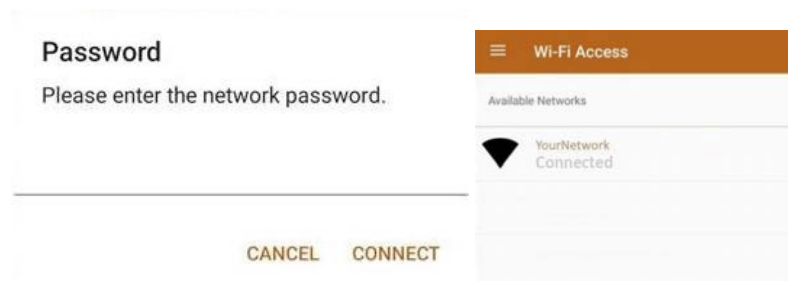 Password
Please enter the network password.
CANCEL CONNECT
Wi-Fi Access
Available Networks
YourNetwork
Connected